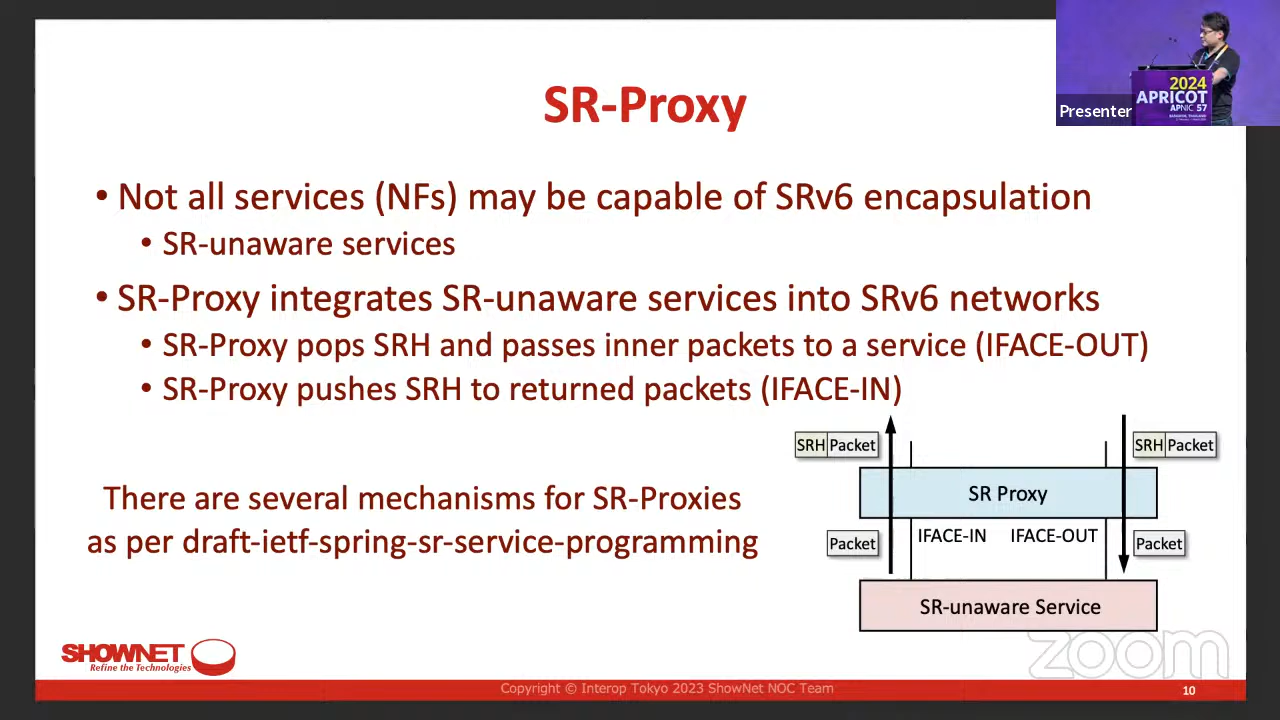 SR-Proxy
• Not all services (NFs) may be capable of SRv6 encapsulation
• SR-unaware services
• SR-Proxy integrates SR-unaware services into SRv6 networks
• SR-Proxy pops SRH and passes inner packets to a service (IFACE-OUT)
• SR-Proxy pushes SRH to returned packets (IFACE-IN)
There are several mechanisms for SR-Proxies
as per draft-ietf-spring-sr-service-programming
SRH Packet
SRH Packet
SR Proxy
Packet
IFACE-IN
IFACE-OUT
Packet
SR-unaware Service
SHOWNET
Refine the Technologies
Copyright © Interop Tokyo 2023 ShowNet NOC Team
10
zoom
Presenter
2024
APRICOT
APNIC 57